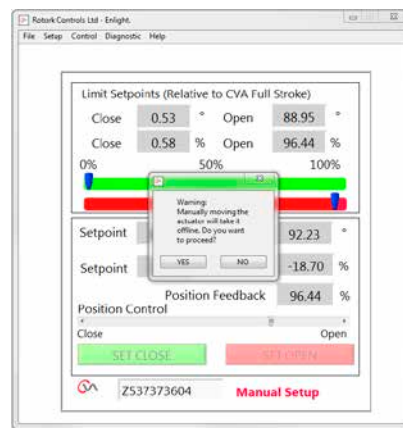 Rotork Controls Ltd - Enlight.
File Setup Control Diagnostic Help
Limit Setpoints (Relative to CVA Full Stroke)
Close 0.53 ° Open 88.95 °
Close 0.58 % Open 96.44 %
0% 50% 100%
Warning:
Manually moving the
actuator will take it
offline. Do you want
to proceed?
YES NO
Setpoint 92.23 °
Setpoint -18.70 %
Position Feedback 96.44 %
Position Control
Close Open
SET CLOSE SET OPEN
Z537373604 Manual Setup